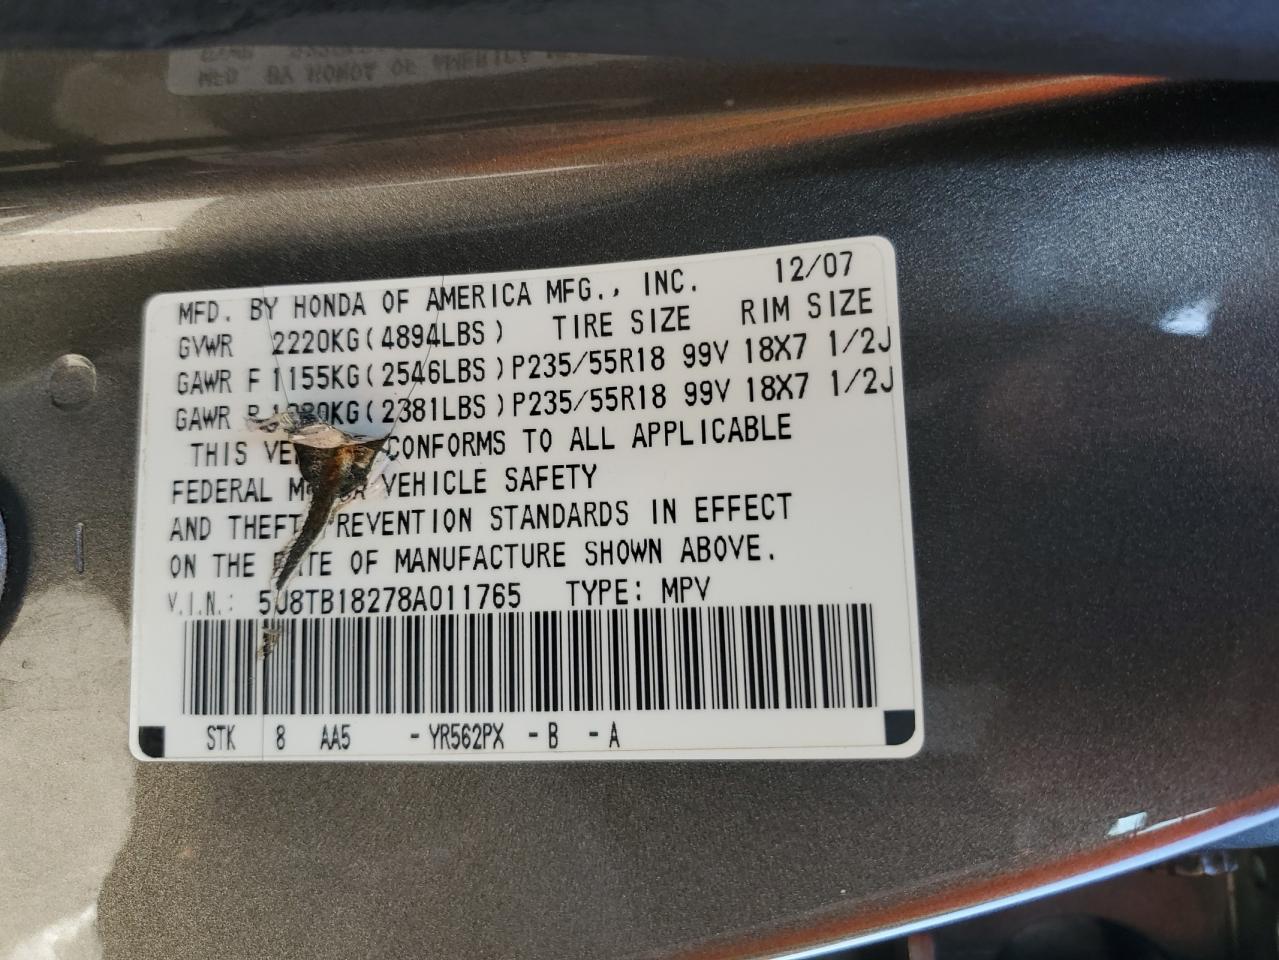 MFD. BY HONDA OF AMERICA MFG., INC. 12/07
GVWR 2220KG(4894LBS) TIRE SIZE RIM SIZE
GAWR F 1155KG(2546LBS)P235/55R18 99V 18X7 1/2J
GAWR R 1080KG(2381LBS)P235/55R18 99V 18X7 1/2J
THIS CONFORMS TO ALL APPLICABLE
FEDERAL VEHICLE SAFETY
AND THEFT PREVENTION STANDARDS IN EFFECT
ON THE OF MANUFACTURE SHOWN ABOVE.
V.I.N.: 5J8TB18278A011765 TYPE: MPV
STK 8 AA5 -YR562PX -B -A